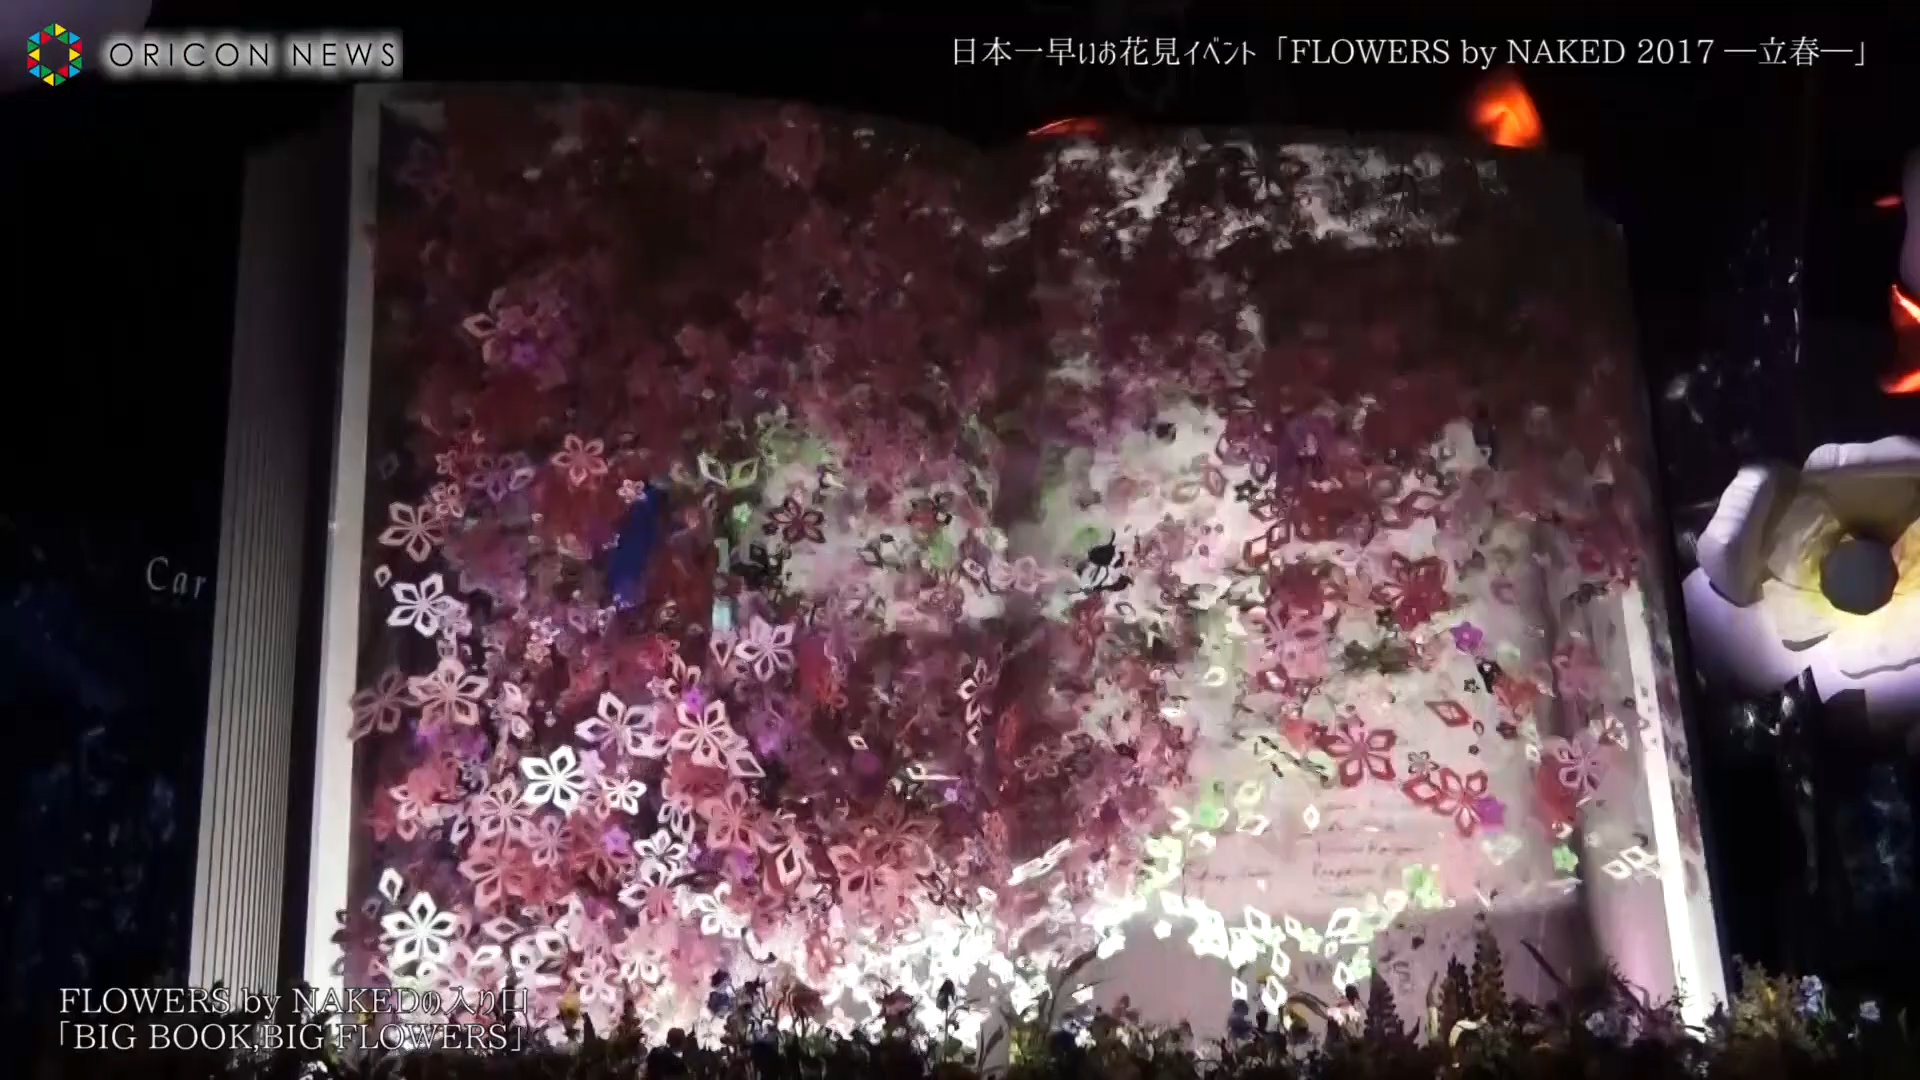 ORICON NEWS
日本一早いお花見イベント「FLOWERS by NAKED 2017 ―立春―」
Car
FLOWERS by NAKEDの入り口
「BIG BOOK,BIG FLOWERS」